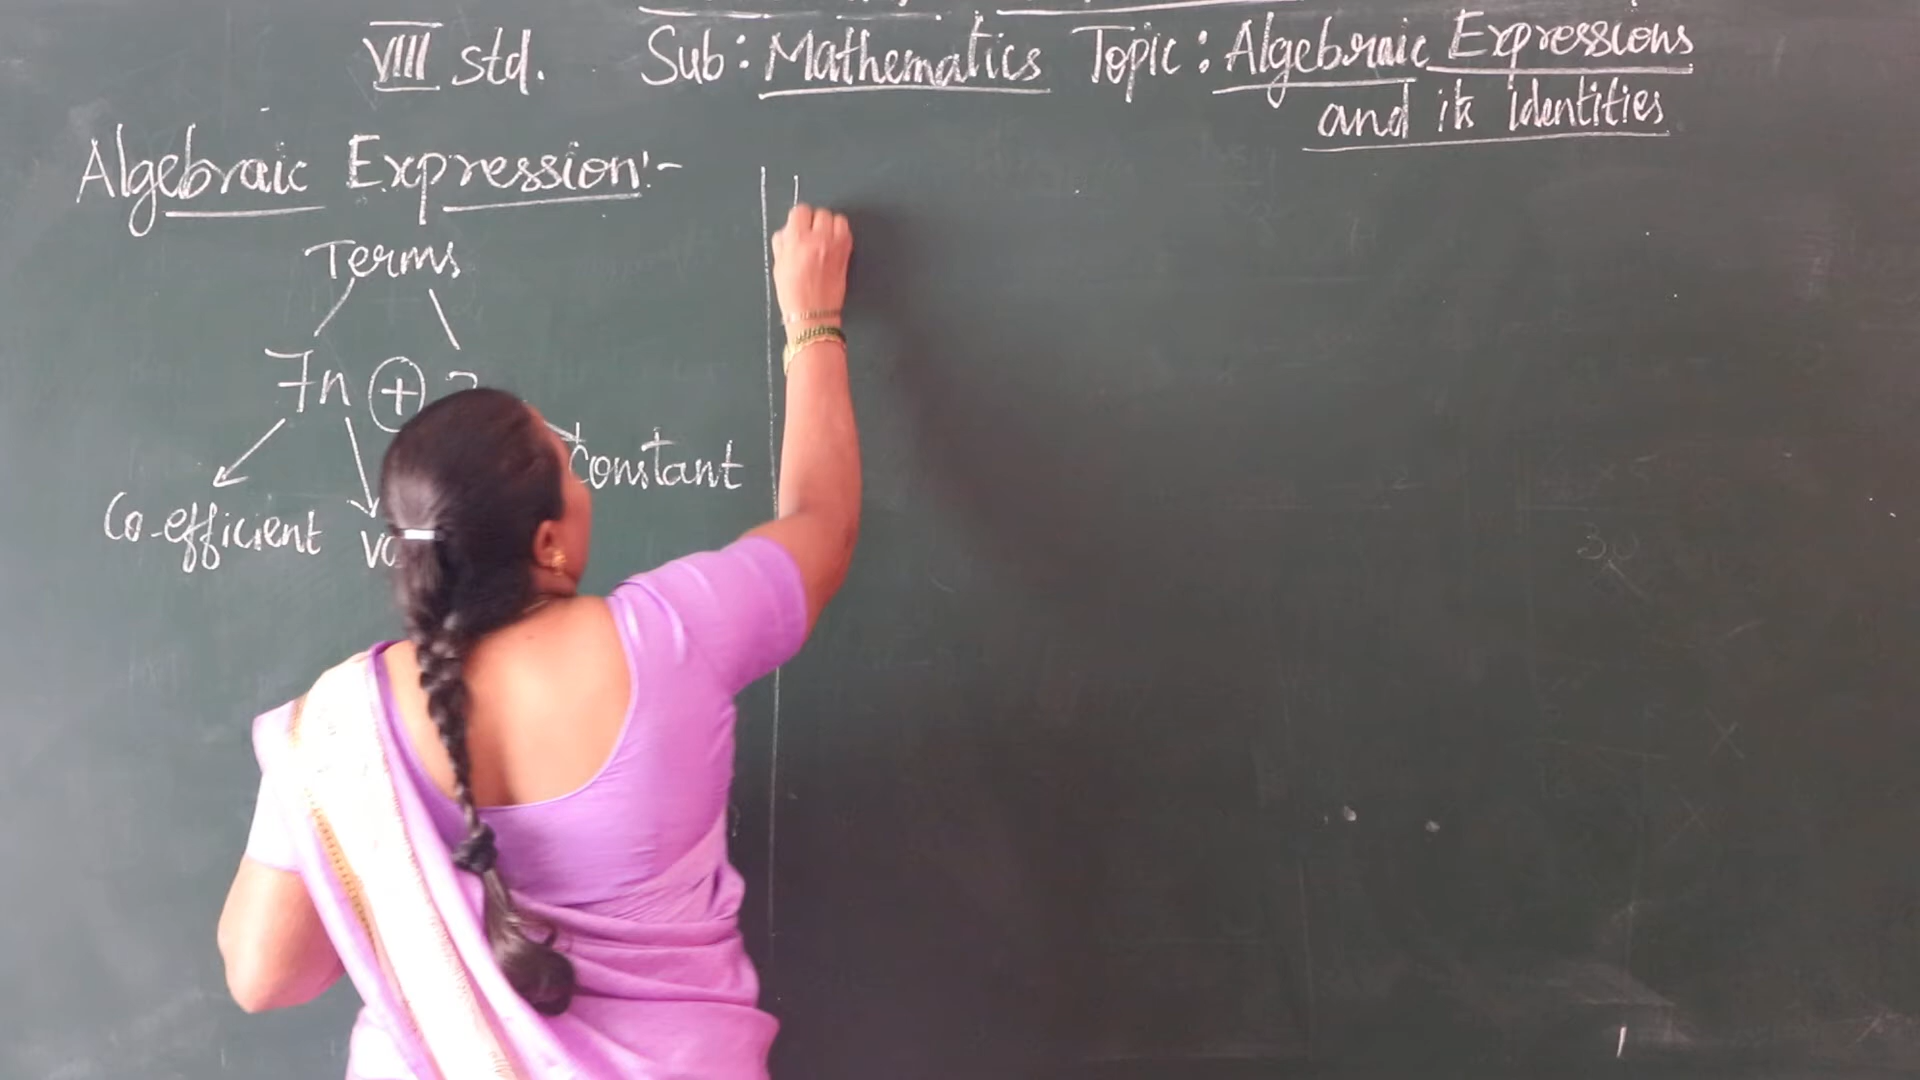 VIII std. Sub: Mathematics Topic: Algebraic Expressions
and its identities
Algebraic Expression:-
Terms
7n +
Constant
Co-efficient